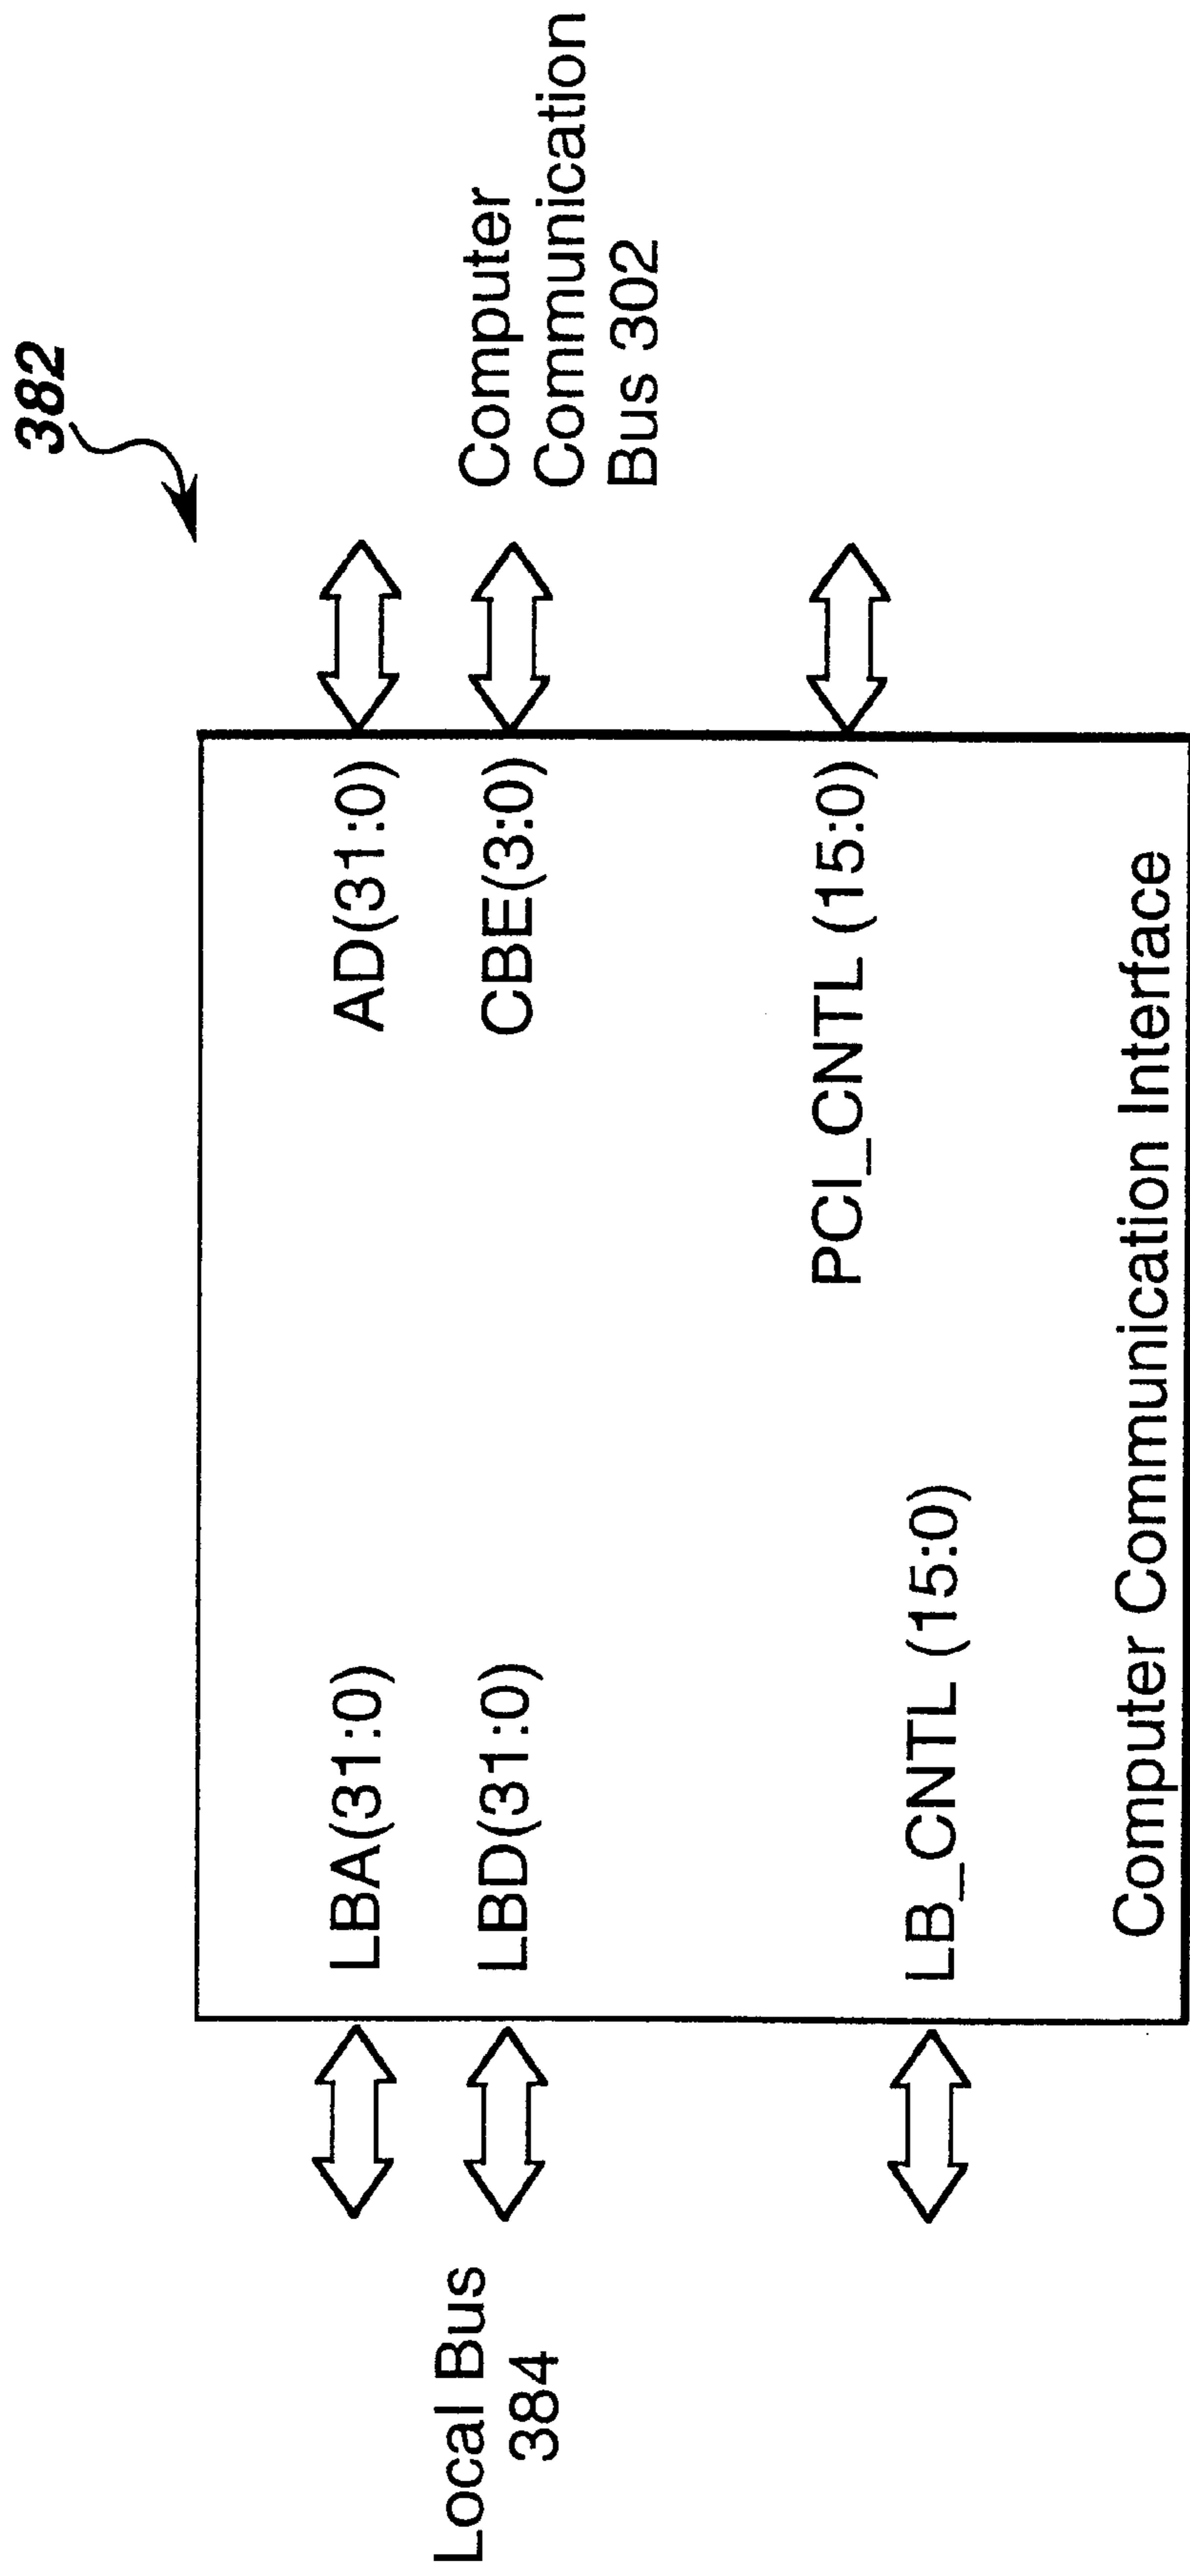 382
Local Bus
384
LBA(31:0)
LBD(31:0)
LB_CNTL (15:0)
AD(31:0)
CBE(3:0)
PCI_CNTL (15:0)
Computer Communication Interface
Computer
Communication
Bus 302